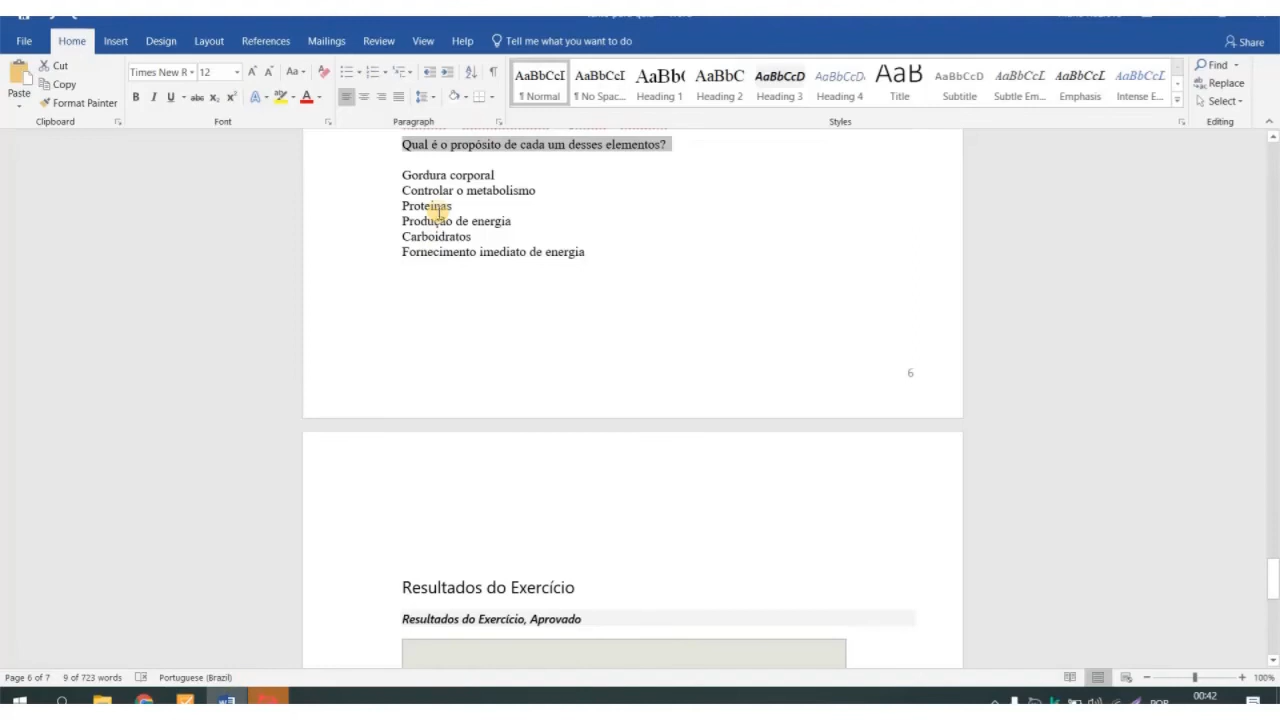 File Home Insert Design Layout References Mailings Review View Help Tell me what you want to do Share
Paste Cut Copy Format Painter
Times New R 12 Aa
B I U abc X₂ X² A
AaBbCcI AaBbCcI AaBb( AaBbC AaBbCcD AaBbCcD. AaB AaBbCcD AaBbCcL AaBbCcL AaBbCcL
¶ Normal ¶ No Spac... Heading 1 Heading 2 Heading 3 Heading 4 Title Subtitle Subtle Em... Emphasis Intense E...
Find
Replace
Select
Clipboard Font Paragraph Styles Editing
Qual é o propósito de cada um desses elementos?
Gordura corporal
Controlar o metabolismo
Proteínas
Produção de energia
Carboidratos
Fornecimento imediato de energia
6
Resultados do Exercício
Resultados do Exercício, Aprovado
Page 6 of 7 9 of 723 words Portuguese (Brazil) 100%
POR 00:42